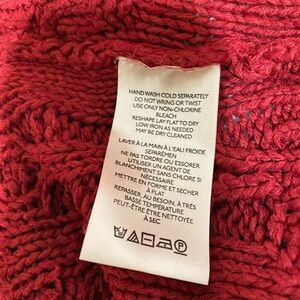 HAND WASH COLD SEPARATELY
DO NOT WRING OR TWIST
USE ONLY NON-CHLORINE
BLEACH
RESHAPE LAY FLAT TO DRY
LOW IRON AS NEEDED
MAY BE DRY CLEANED
LAVER À LA MAIN À L'EAU FROIDE
SÉPARÉMEN
NE PAS TORDRE OU ESSORER
UTILISER UN AGENT DE
BLANCHIMENT SANS CHLORE SI
NÉCESSAIRE
METTRE EN FORME ET SECHER
À PLAT
REPASSER, AU BESOIN, À TRÈS
BASSE TEMPÉRATURE
PEUT-ÊTRE ÊTRE NETTOYÉE
À SEC
P